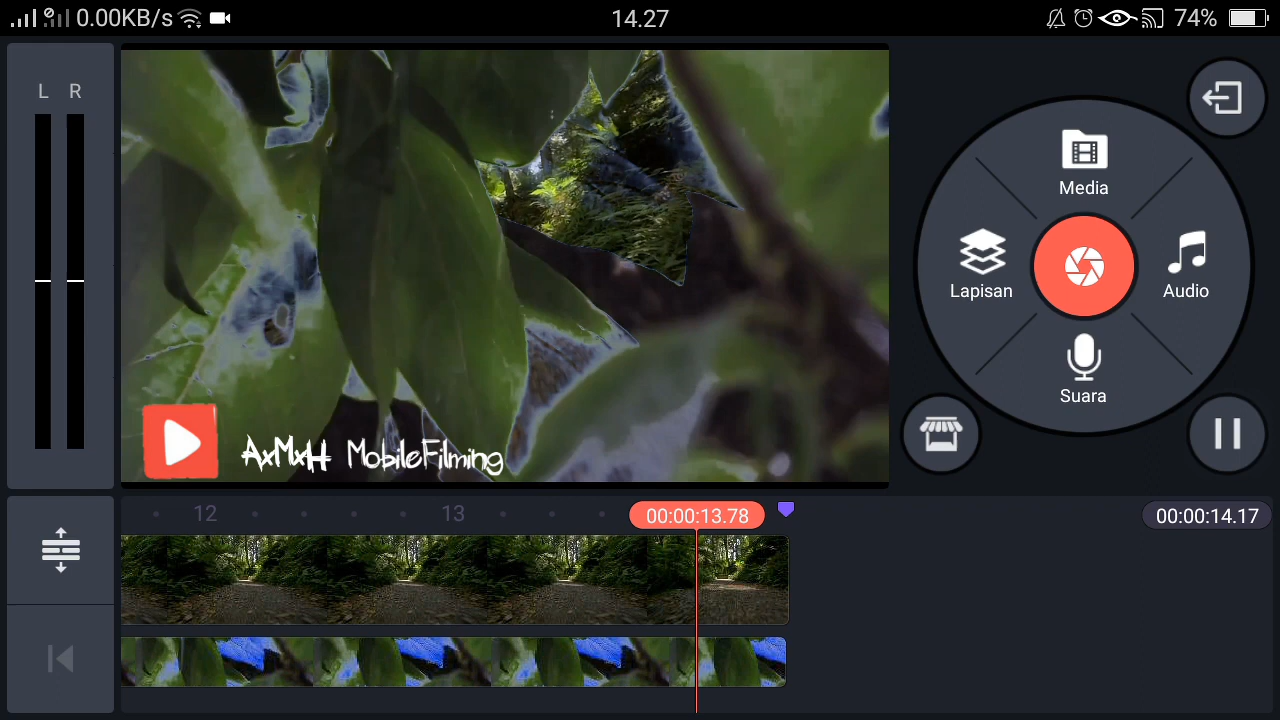 0.00KB/s 14.27 74%
L R
Media
Lapisan Audio
Suara
AxMxH MobileFilming
12 13 00:00:13.78 00:00:14.17